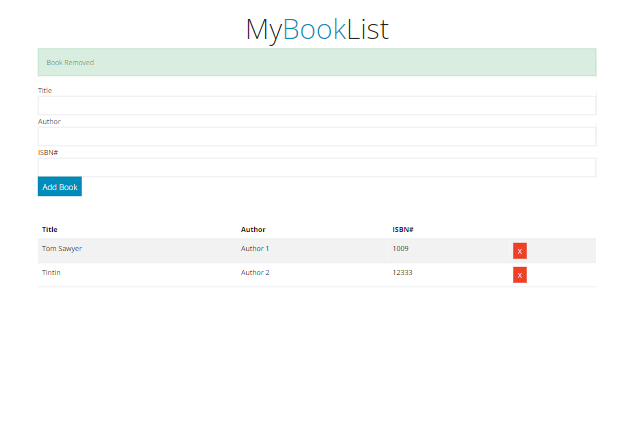 MyBookList
Book Removed
Title
Author
ISBN#
Add Book
Title Author ISBN#
Tom Sawyer Author 1 1009 X
Tintin Author 2 12333 X